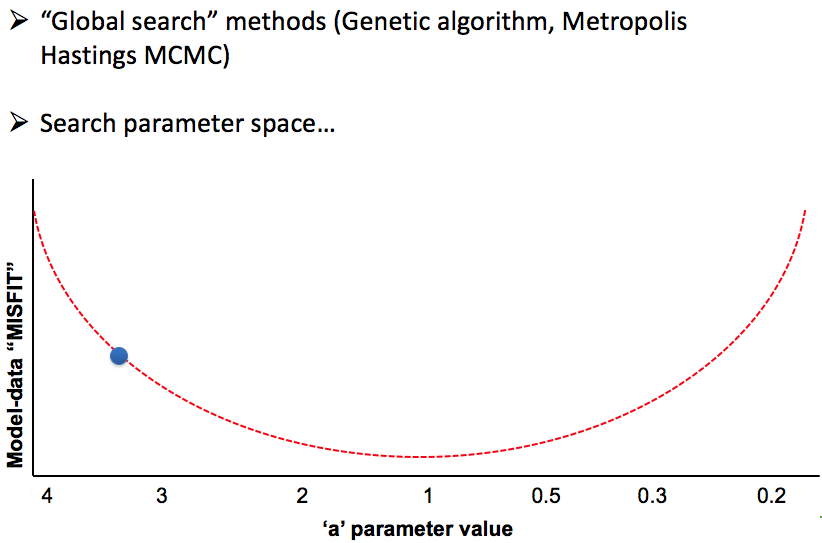 ➢ “Global search” methods (Genetic algorithm, Metropolis
Hastings MCMC)
➢ Search parameter space…
Model-data “MISFIT”
4 3 2 1 0.5 0.3 0.2
‘a’ parameter value